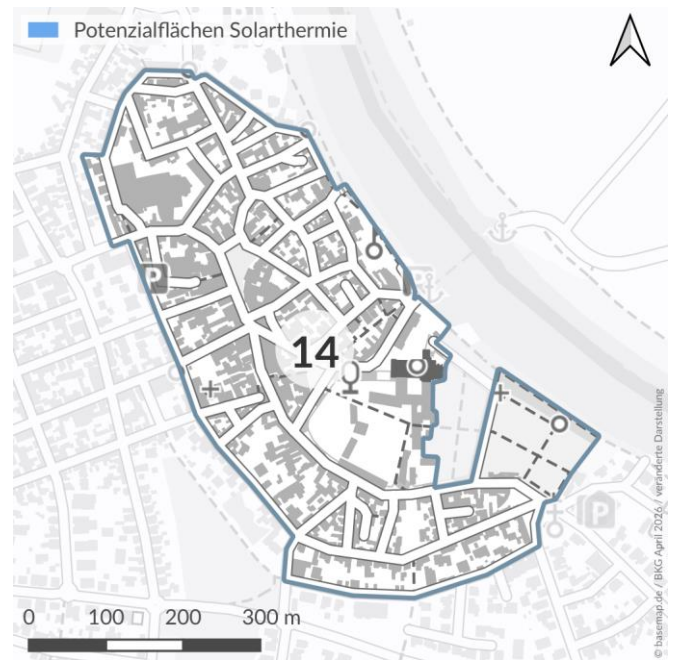 Potenzialflächen Solarthermie
P
14
P
0 100 200 300 m
© basemap.de / BKG April 2026 / veränderte Darstellung